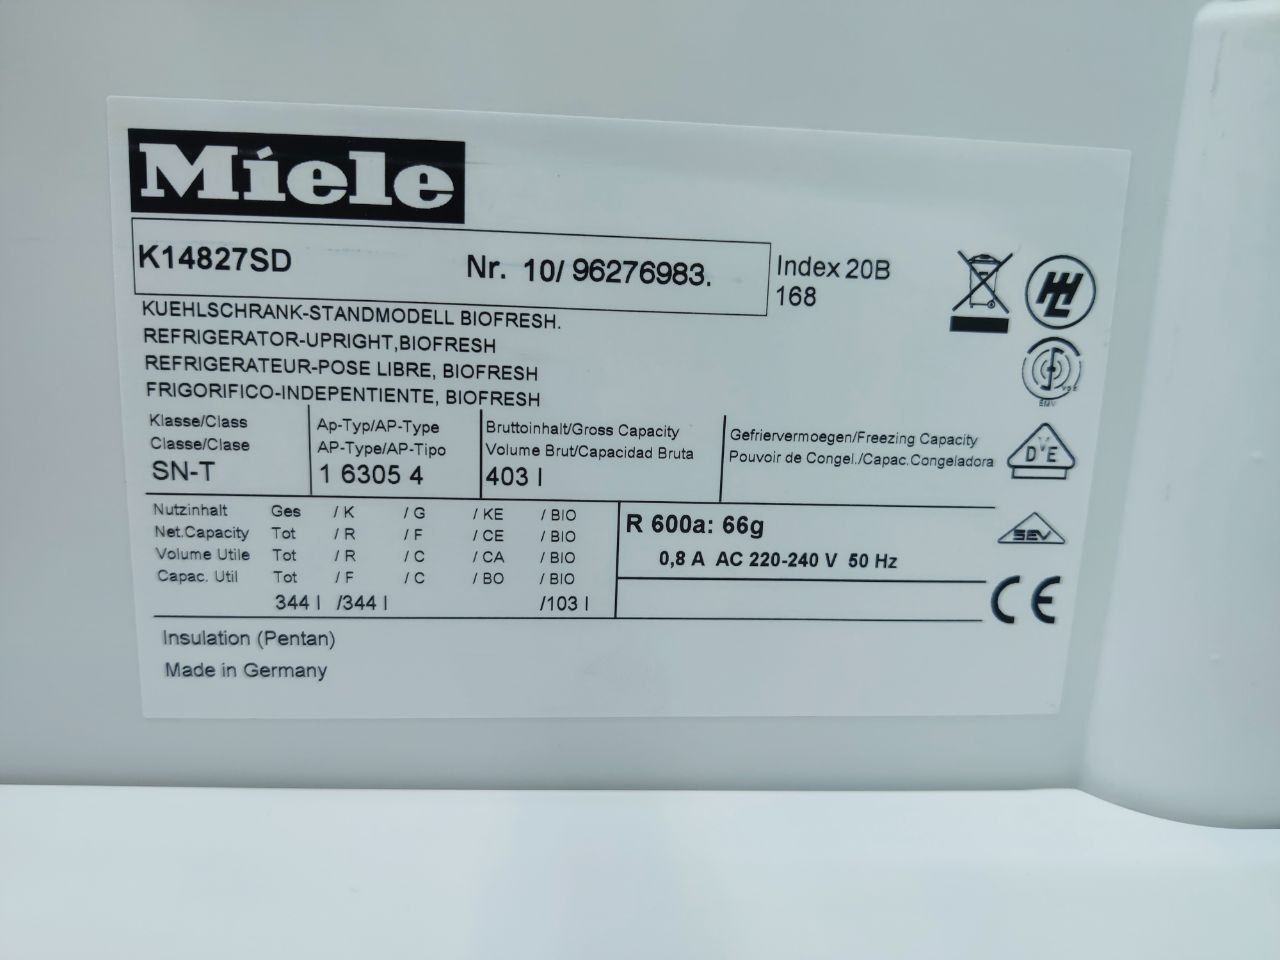 Miele
K14827SD Nr. 10/ 96276983.
Index 20B
168
KUEHLSCHRANK-STANDMODELL BIOFRESH.
REFRIGERATOR-UPRIGHT,BIOFRESH
REFRIGERATEUR-POSE LIBRE, BIOFRESH
FRIGORIFICO-INDEPENTIENTE, BIOFRESH
Klasse/Class
Classe/Clase
SN-T
Ap-Typ/AP-Type
AP-Type/AP-Tipo
1 6305 4
Bruttoinhalt/Gross Capacity
Volume Brut/Capacidad Bruta
403 l
Gefriervermoegen/Freezing Capacity
Pouvoir de Congel./Capac.Congeladora
Nutzinhalt Ges / K / G / KE / BIO
Net.Capacity Tot / R / F / CE / BIO
Volume Utile Tot / R / C / CA / BIO
Capac. Util Tot / F / C / BO / BIO
344 l /344 l /103 l
R 600a: 66g
0,8 A AC 220-240 V 50 Hz
Insulation (Pentan)
Made in Germany
EMV
DVE
SEV
CE